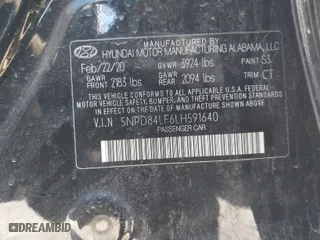 MANUFACTURED BY
HYUNDAI MOTOR MANUFACTURING ALABAMA, LLC
Feb/22/20 GVWR 3924 lbs PAINT S3
GAWR FRONT 2183 lbs GAWR REAR 2094 lbs TRIM CT
THIS VEHICLE CONFORMS TO ALL APPLICABLE U.S. FEDERAL
MOTOR VEHICLE SAFETY, BUMPER, AND THEFT PREVENTION
STANDARDS IN EFFECT ON THE DATE OF MANUFACTURE SHOWN ABOVE.
V.I.N 5NPD84LF6LH591640
PASSENGER CAR